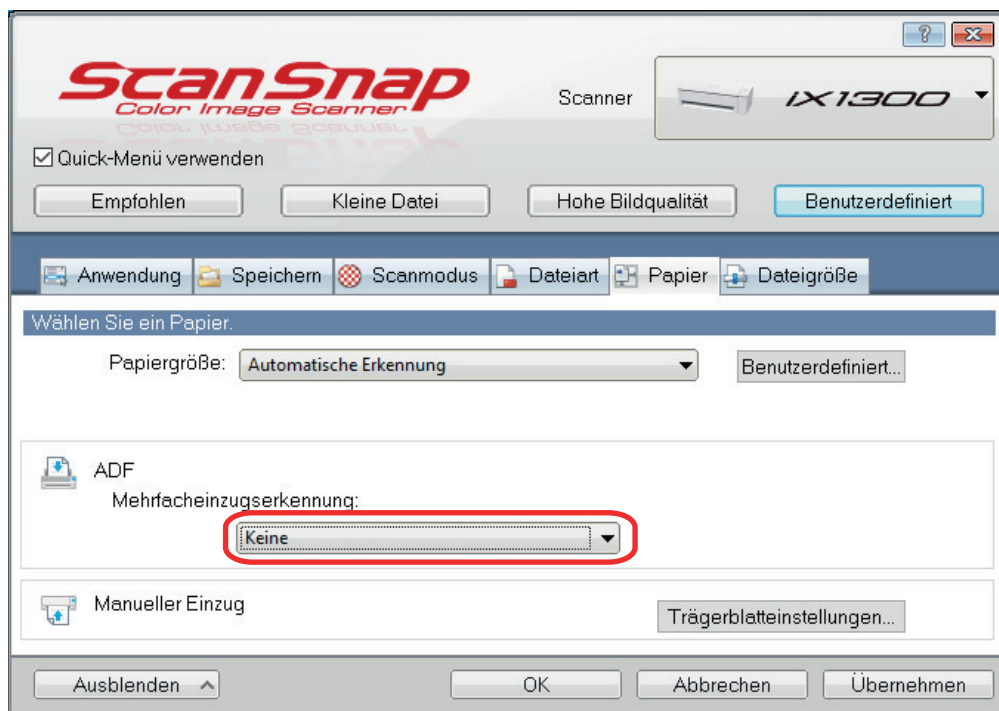 ScanSnap
Color Image Scanner
Scanner
iX1300
Quick-Menü verwenden
Empfohlen
Kleine Datei
Hohe Bildqualität
Benutzerdefiniert
Anwendung
Speichern
Scanmodus
Dateiart
Papier
Dateigröße
Wählen Sie ein Papier.
Papiergröße:
Automatische Erkennung
Benutzerdefiniert...
ADF
Mehrfacheinzugserkennung:
Keine
Manueller Einzug
Trägerblatteinstellungen...
Ausblenden
OK
Abbrechen
Übernehmen